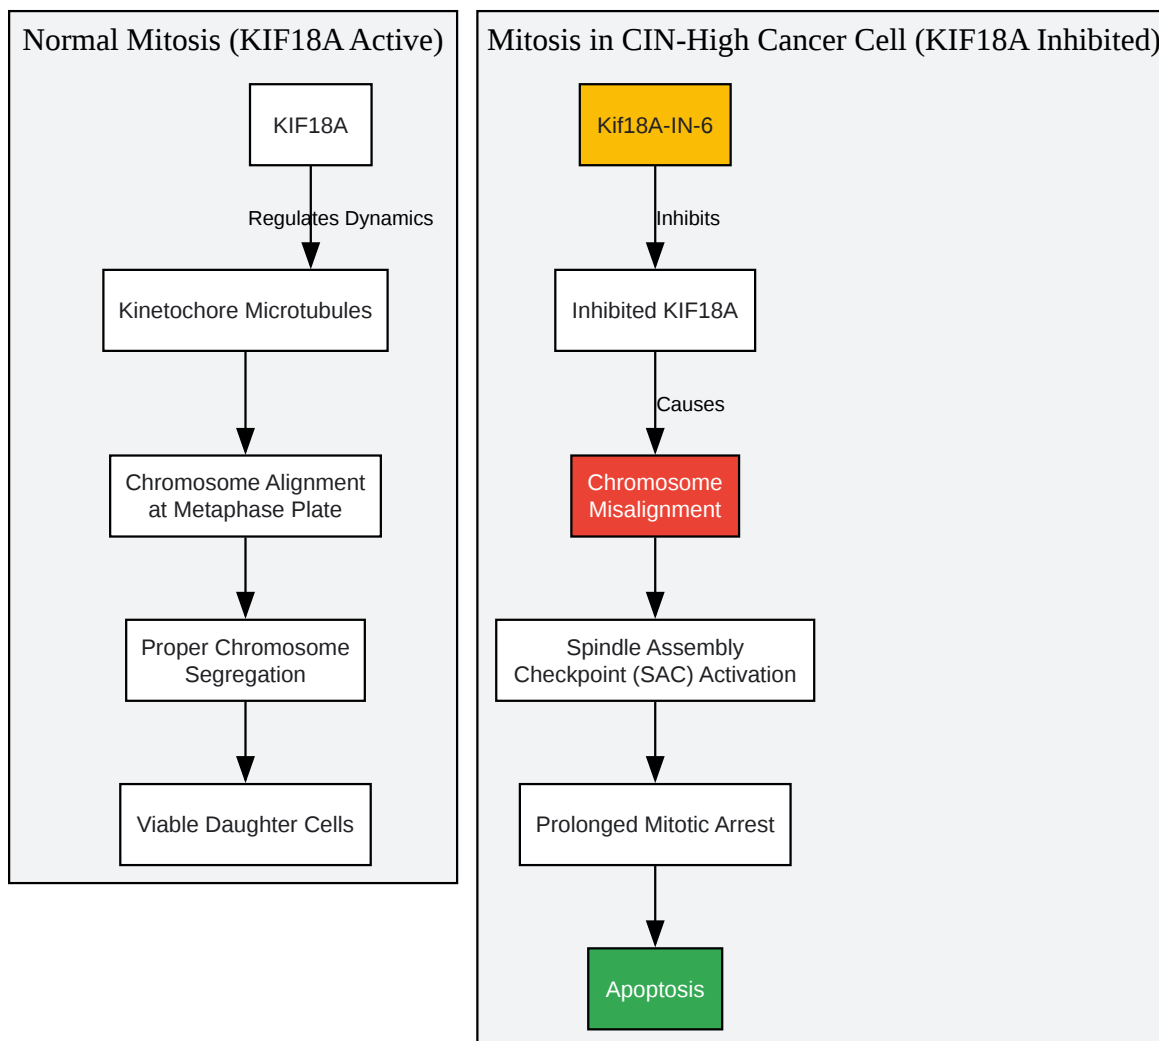 Normal Mitosis (KIF18A Active)
KIF18A
Regulates Dynamics
Kinetochore Microtubules
Chromosome Alignment
at Metaphase Plate
Proper Chromosome
Segregation
Viable Daughter Cells
Mitosis in CIN-High Cancer Cell (KIF18A Inhibited)
Kif18A-IN-6
Inhibits
Inhibited KIF18A
Causes
Chromosome
Misalignment
Spindle Assembly
Checkpoint (SAC) Activation
Prolonged Mitotic Arrest
Apoptosis